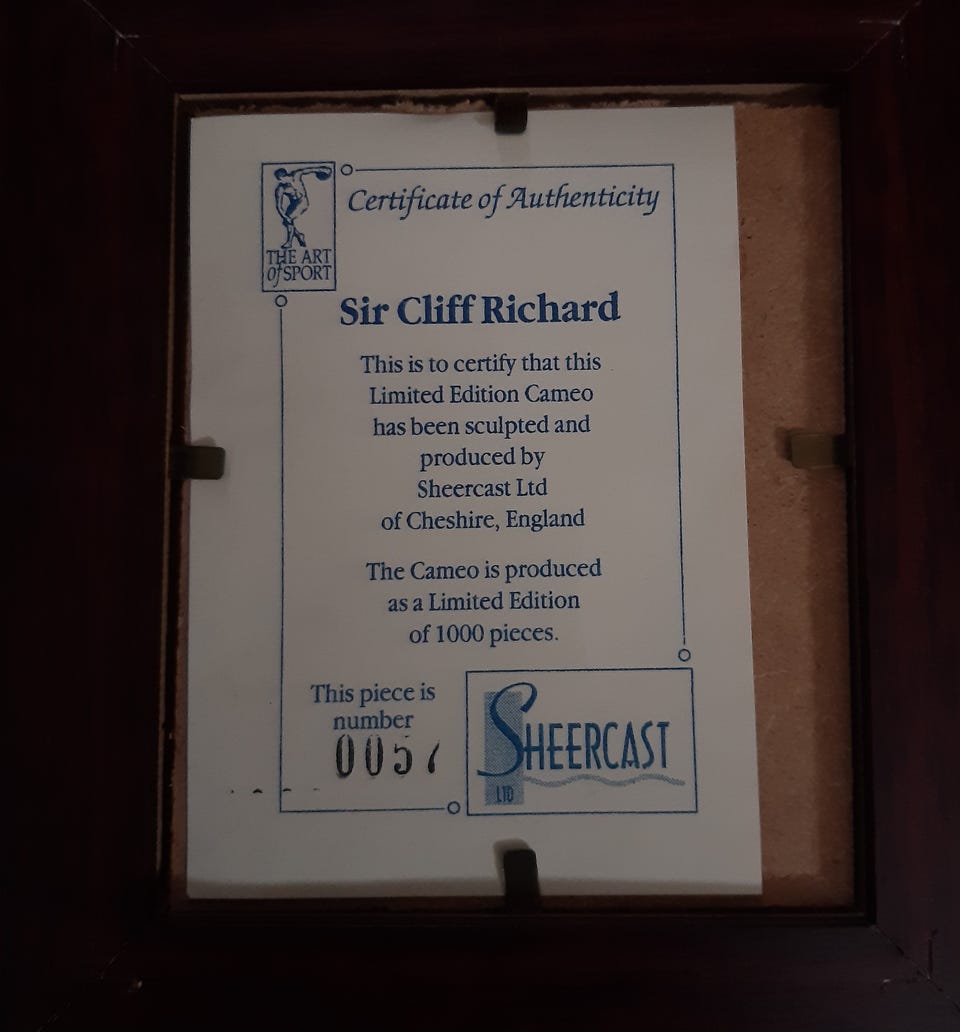 Certificate of Authenticity
THE ART
of SPORT
Sir Cliff Richard
This is to certify that this
Limited Edition Cameo
has been sculpted and
produced by
Sheercast Ltd
of Cheshire, England
The Cameo is produced
as a Limited Edition
of 1000 pieces.
This piece is
number
0057
SHEERCAST
LTD